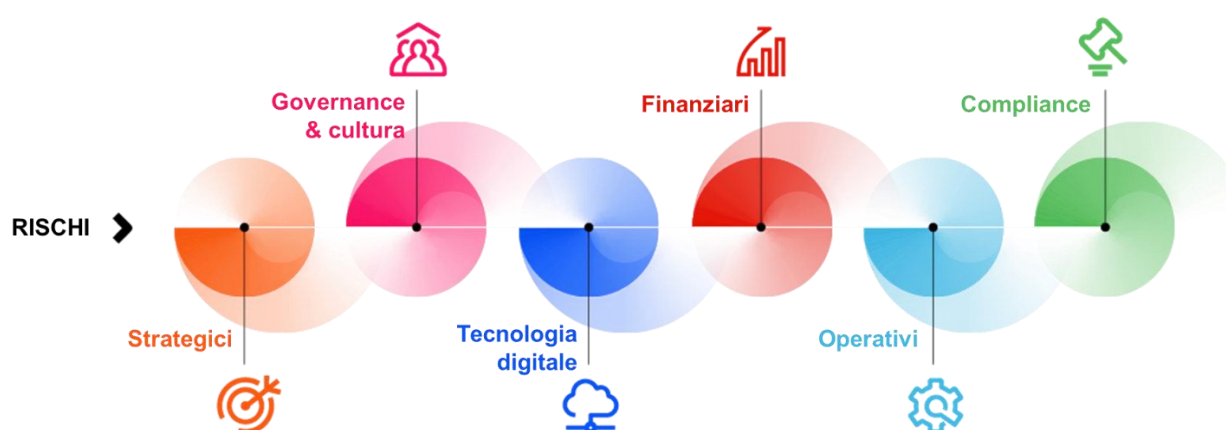 RISCHI
Strategici
Governance
& cultura
Tecnologia
digitale
Finanziari
Operativi
Compliance